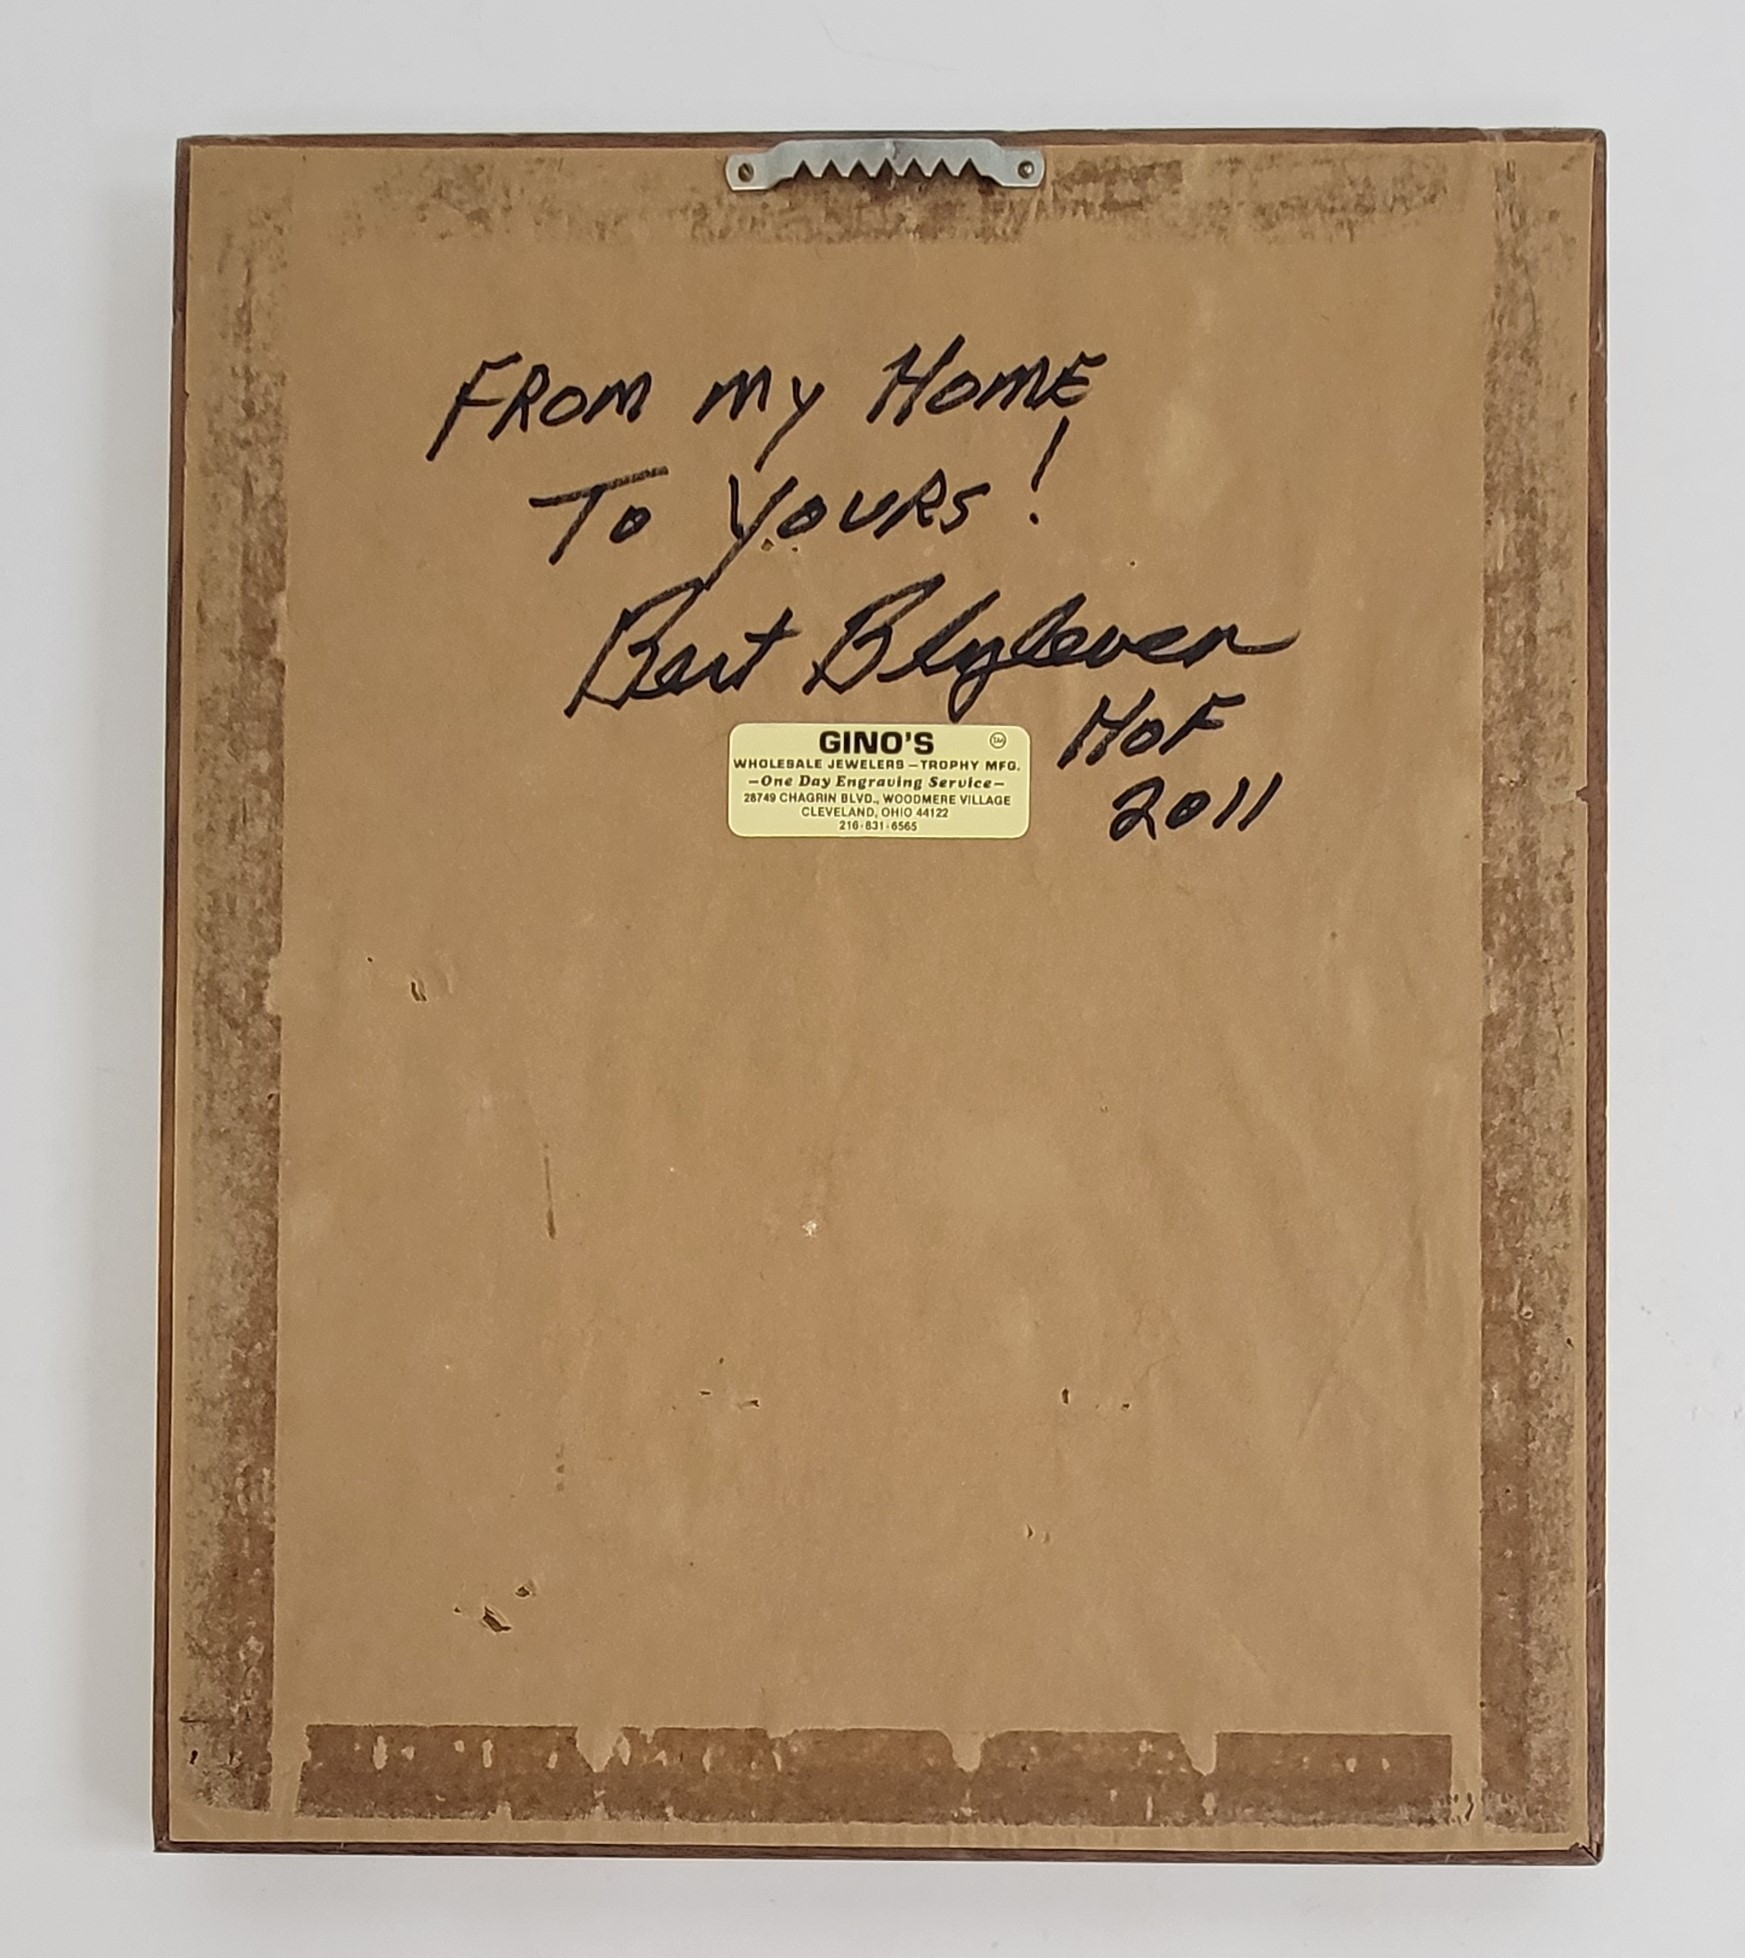 FROM MY HOME
TO YOURS!
Bert Blyleven
HOF
2011
GINO'S TM
WHOLESALE JEWELERS – TROPHY MFG.
–One Day Engraving Service–
28749 CHAGRIN BLVD., WOODMERE VILLAGE
CLEVELAND, OHIO 44122
216-831-6565